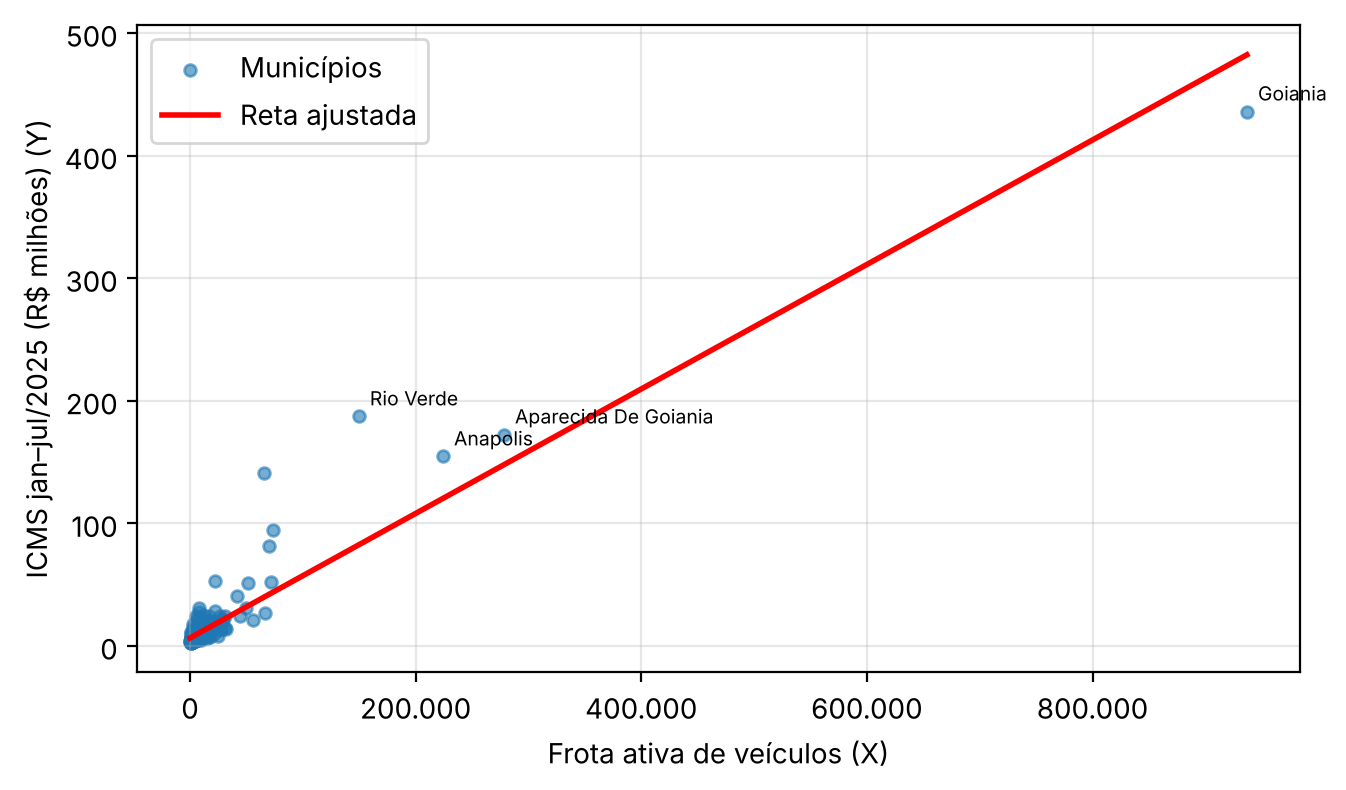 500
Municípios
Reta ajustada
Goiania
400
300
200
Rio Verde
Aparecida De Goiania
Anapolis
100
0
ICMS jan–jul/2025 (R$ milhões) (Y)
0
200.000
400.000
600.000
800.000
Frota ativa de veículos (X)